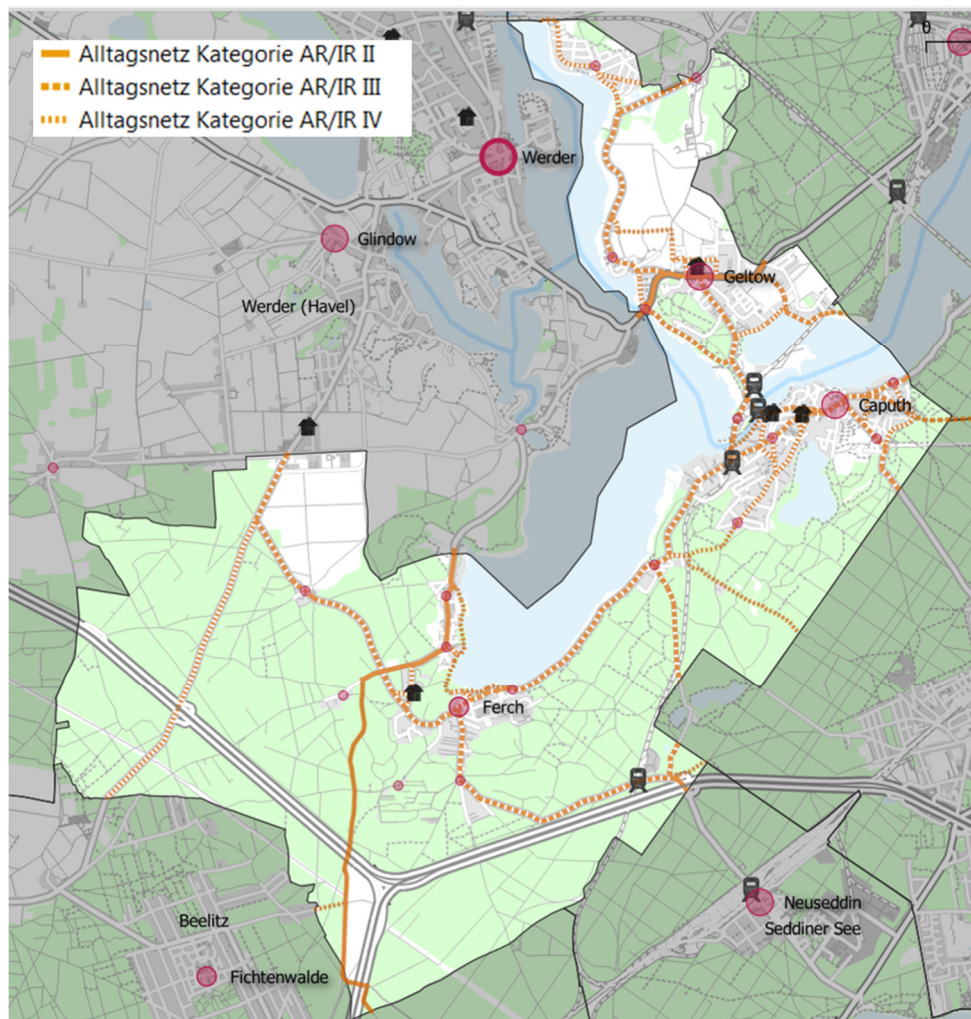 Alltagsnetz Kategorie AR/IR II
Alltagsnetz Kategorie AR/IR III
Alltagsnetz Kategorie AR/IR IV
0
Werder
Glindow
Geltow
Werder (Havel)
Caputh
Ferch
Neuseddin
Seddiner See
Beelitz
Fichtenwalde